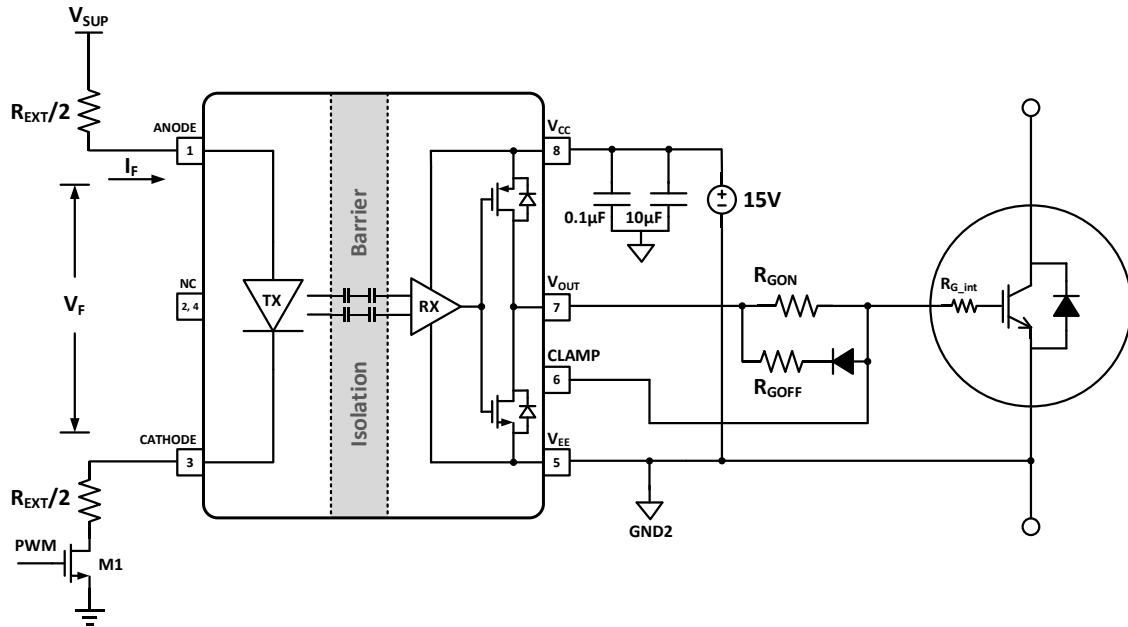 VSUP
REXT/2
ANODE
1
IF
VF
NC
2, 4
CATHODE
3
REXT/2
PWM
M1
TX
Isolation Barrier
RX
VCC
8
0.1µF
10µF
15V
VOUT
7
CLAMP
6
VEE
5
GND2
RGON
RGOFF
RG_int